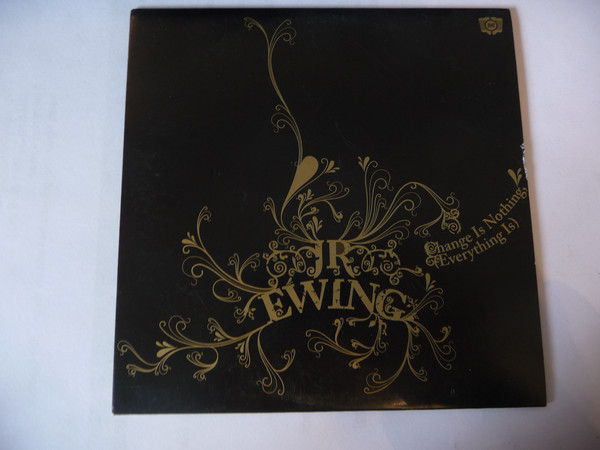 JR
EWING
Change Is Nothing
(Everything Is)